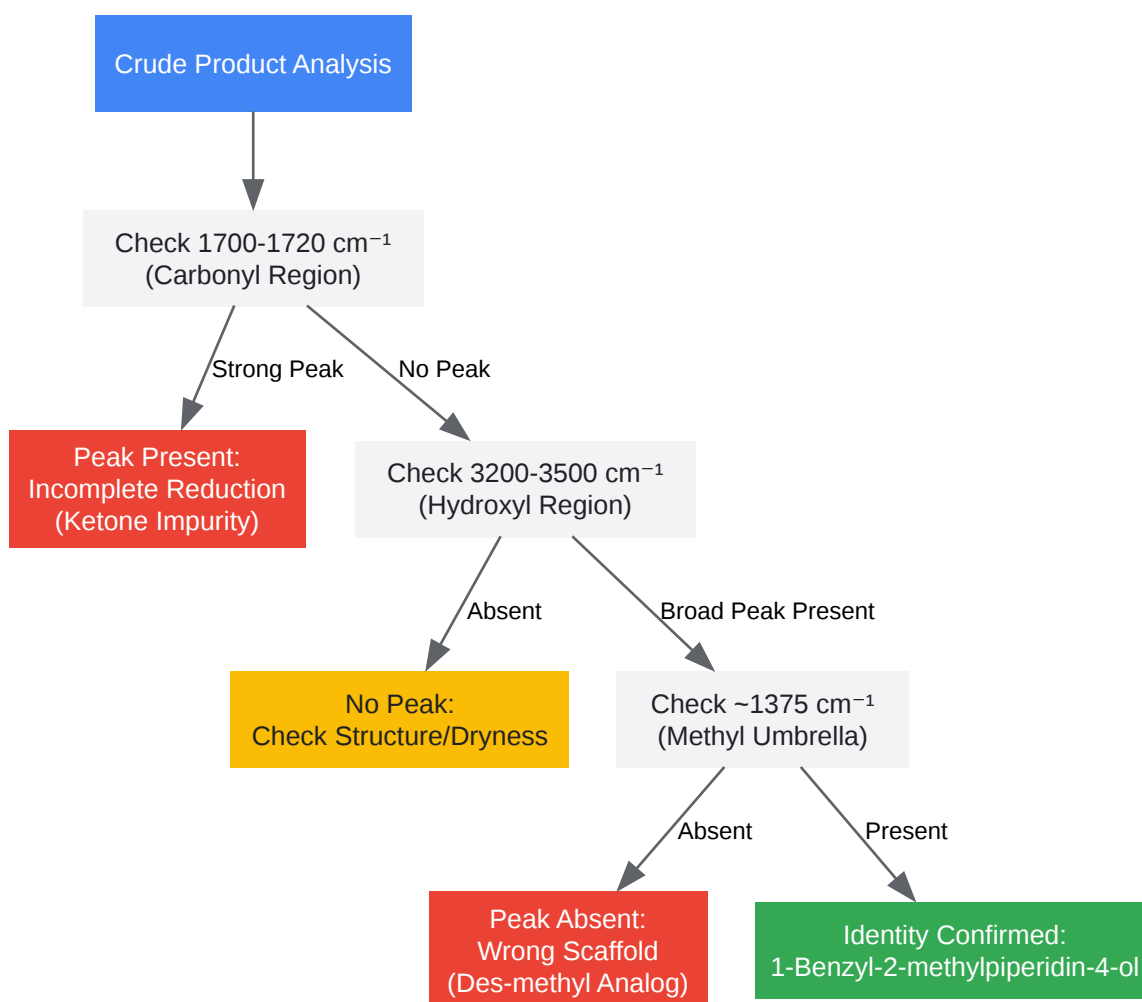 Crude Product Analysis
Check 1700-1720 cm⁻¹
(Carbonyl Region)
Strong Peak
No Peak
Peak Present:
Incomplete Reduction
(Ketone Impurity)
Check 3200-3500 cm⁻¹
(Hydroxyl Region)
Absent
Broad Peak Present
No Peak:
Check Structure/Dryness
Check ~1375 cm⁻¹
(Methyl Umbrella)
Absent
Present
Peak Absent:
Wrong Scaffold
(Des-methyl Analog)
Identity Confirmed:
1-Benzyl-2-methylpiperidin-4-ol